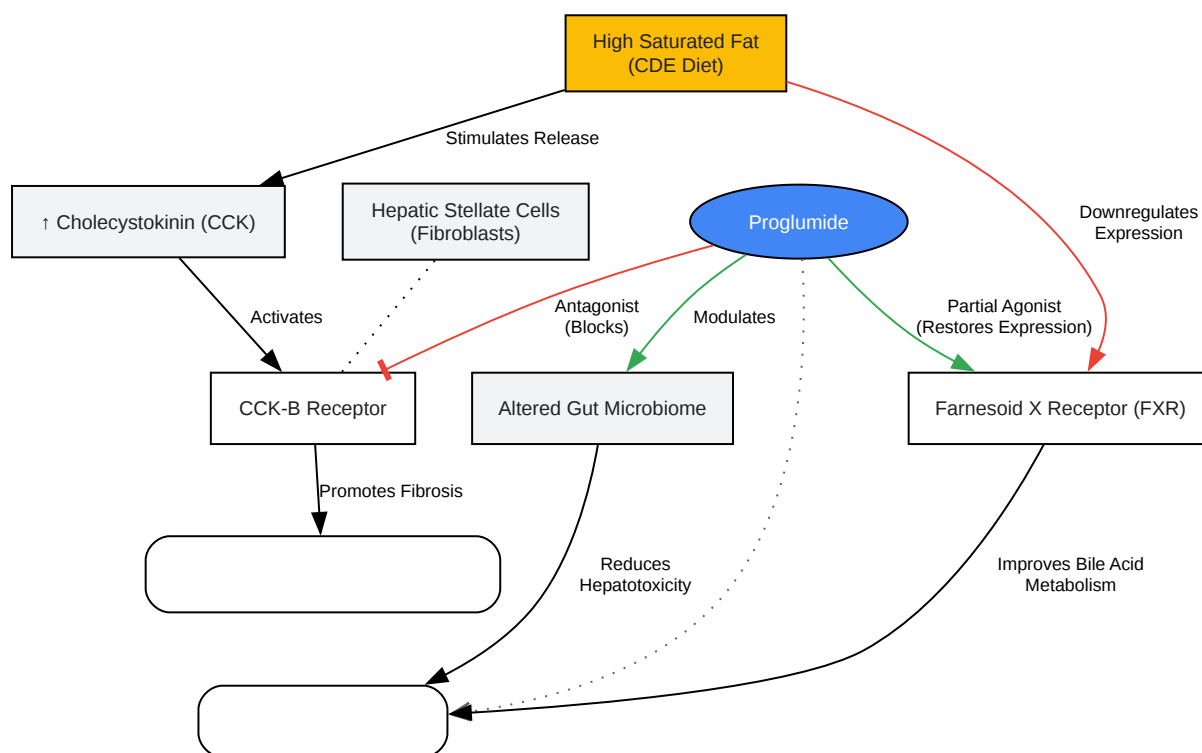 High Saturated Fat
(CDE Diet)
Stimulates Release
↑ Cholecystokinin (CCK)
Hepatic Stellate Cells
(Fibroblasts)
Proglumide
Downregulates
Expression
Activates
Antagonist
(Blocks)
Modulates
Partial Agonist
(Restores Expression)
CCK-B Receptor
Altered Gut Microbiome
Farnesoid X Receptor (FXR)
Promotes Fibrosis
Reduces
Hepatotoxicity
Improves Bile Acid
Metabolism